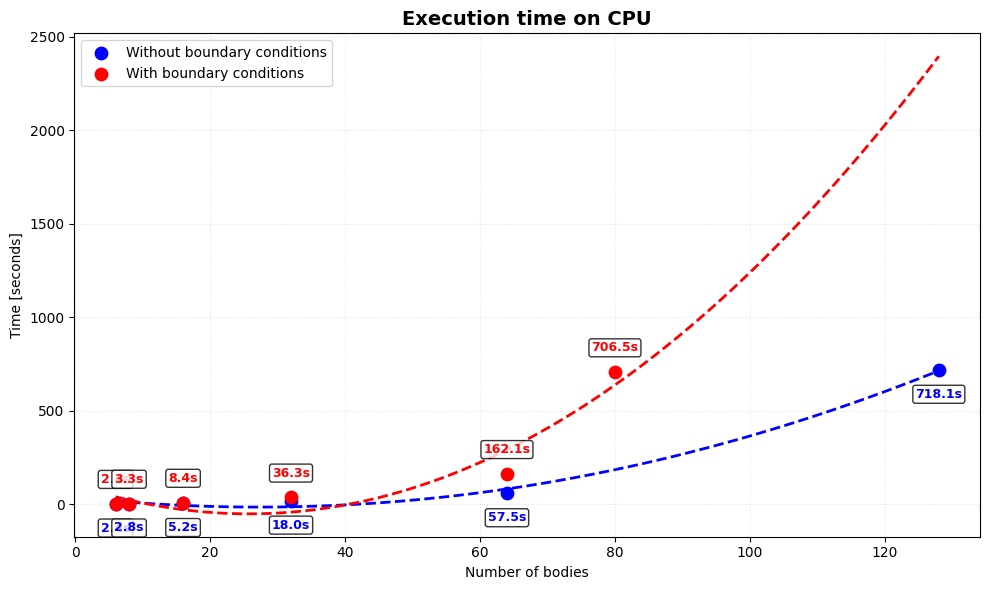 Execution time on CPU
Without boundary conditions
With boundary conditions
2500
2000
1500
1000
500
0
Time [seconds]
706.5s
718.1s
162.1s
57.5s
36.3s
18.0s
8.4s
5.2s
2
3.3s
2
2.8s
0
20
40
60
80
100
120
Number of bodies